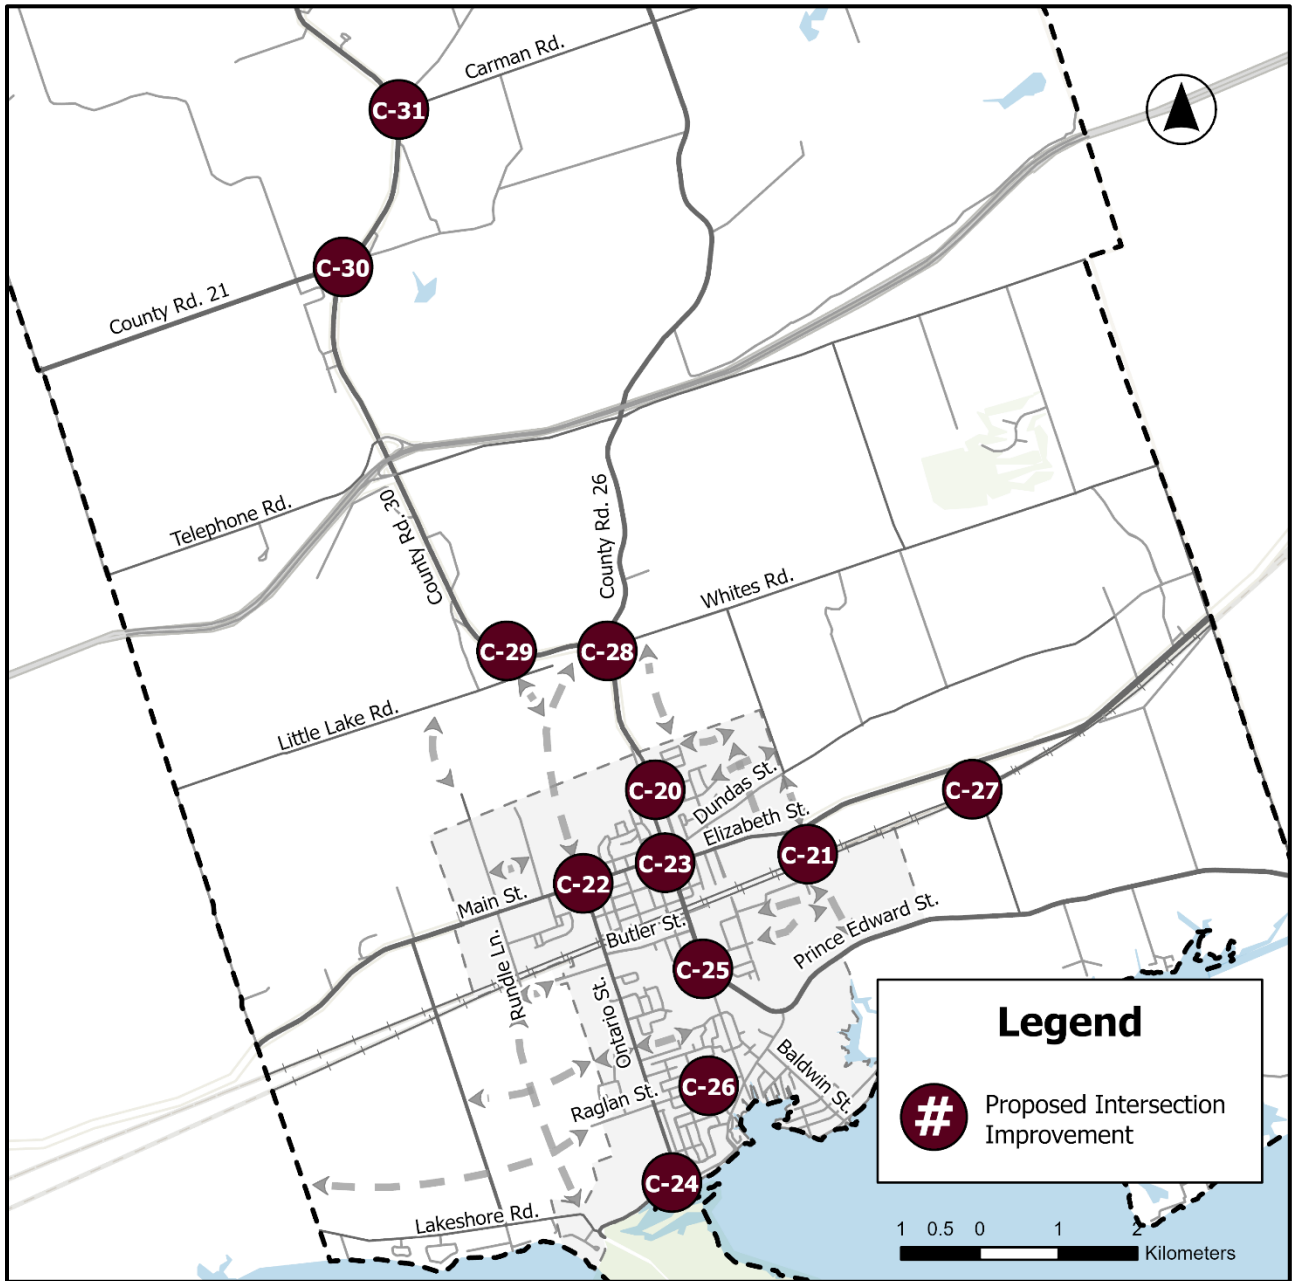 Carman Rd.
C-31
C-30
County Rd. 21
Telephone Rd.
County Rd. 30
County Rd. 26
Whites Rd.
C-29
C-28
Little Lake Rd.
C-20
Dundas St.
C-27
Elizabeth St.
C-23
C-21
C-22
Main St.
Butler St.
Prince Edward St.
Rundle Ln.
C-25
Ontario St.
Baldwin St.
C-26
Raglan St.
C-24
Lakeshore Rd.
Legend
#
Proposed Intersection
Improvement
1 0.5 0 1 2
Kilometers